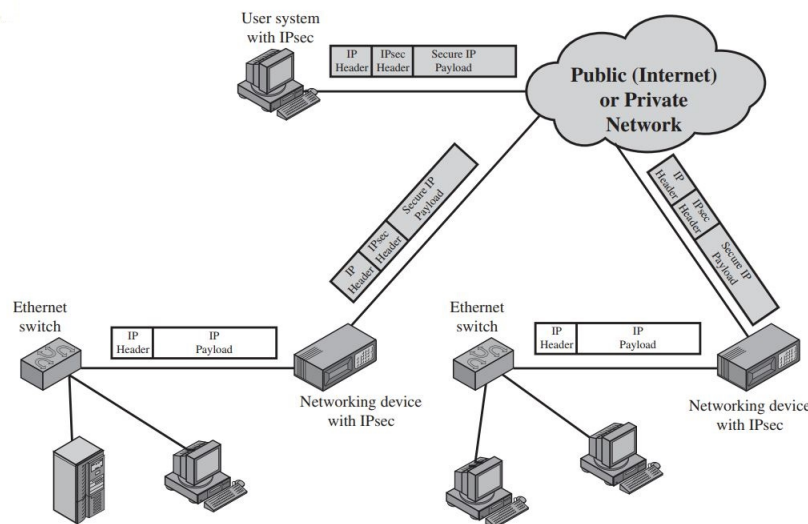 User system
with IPsec
IP
Header
IPsec
Header
Secure IP
Payload
Public (Internet)
or Private
Network
IP
Header
IPsec
Header
Secure IP
Payload
IP
Header
IPsec
Header
Secure IP
Payload
Ethernet
switch
IP
Header
IP
Payload
Networking device
with IPsec
Ethernet
switch
IP
Header
IP
Payload
Networking device
with IPsec